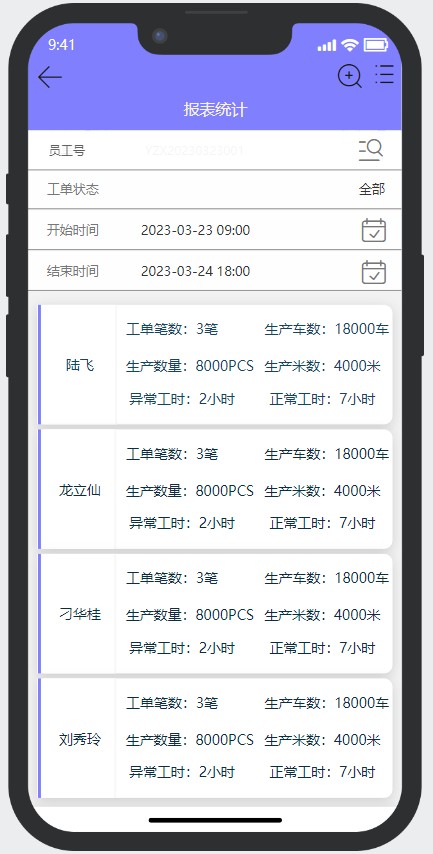 9:41
报表统计
员工号 YZX20230323001
工单状态 全部
开始时间 2023-03-23 09:00
结束时间 2023-03-24 18:00
工单笔数：3笔 生产车数：18000车
陆飞 生产数量：8000PCS 生产米数：4000米
异常工时：2小时 正常工时：7小时
工单笔数：3笔 生产车数：18000车
龙立仙 生产数量：8000PCS 生产米数：4000米
异常工时：2小时 正常工时：7小时
工单笔数：3笔 生产车数：18000车
刁华桂 生产数量：8000PCS 生产米数：4000米
异常工时：2小时 正常工时：7小时
工单笔数：3笔 生产车数：18000车
刘秀玲 生产数量：8000PCS 生产米数：4000米
异常工时：2小时 正常工时：7小时